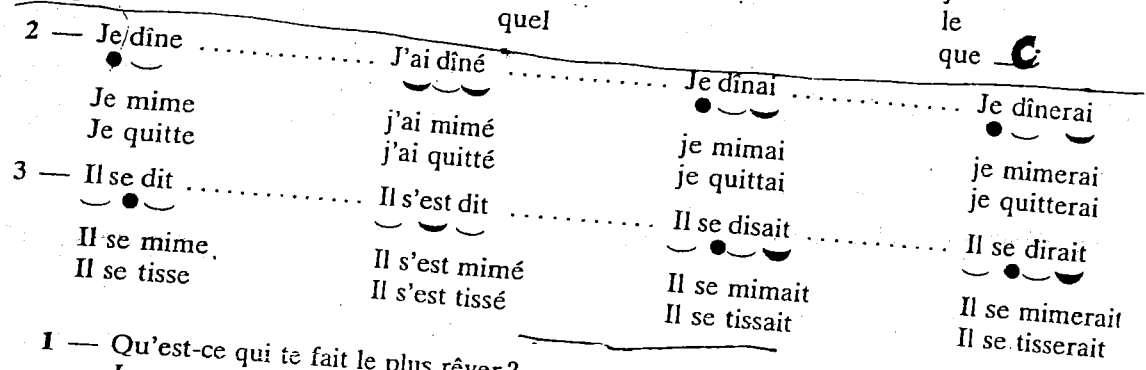 quel
le
que
2 — Je dîne .................. J'ai dîné .................. Je dînai .................. Je dînerai
Je mime j'ai mimé je mimai je mimerai
Je quitte j'ai quitté je quittai je quitterai
3 — Il se dit .................. Il s'est dit .................. Il se disait .................. Il se dirait
Il se mime Il s'est mimé Il se mimait Il se mimerait
Il se tisse Il s'est tissé Il se tissait Il se tisserait
1 — Qu'est-ce qui te fait le plus rêver ?